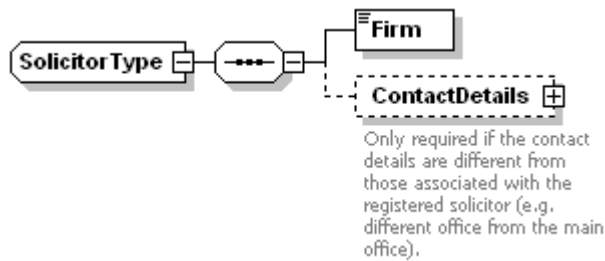 Firm
SolicitorType
ContactDetails
Only required if the contact
details are different from
those associated with the
registered solicitor (e.g.
different office from the main
office).